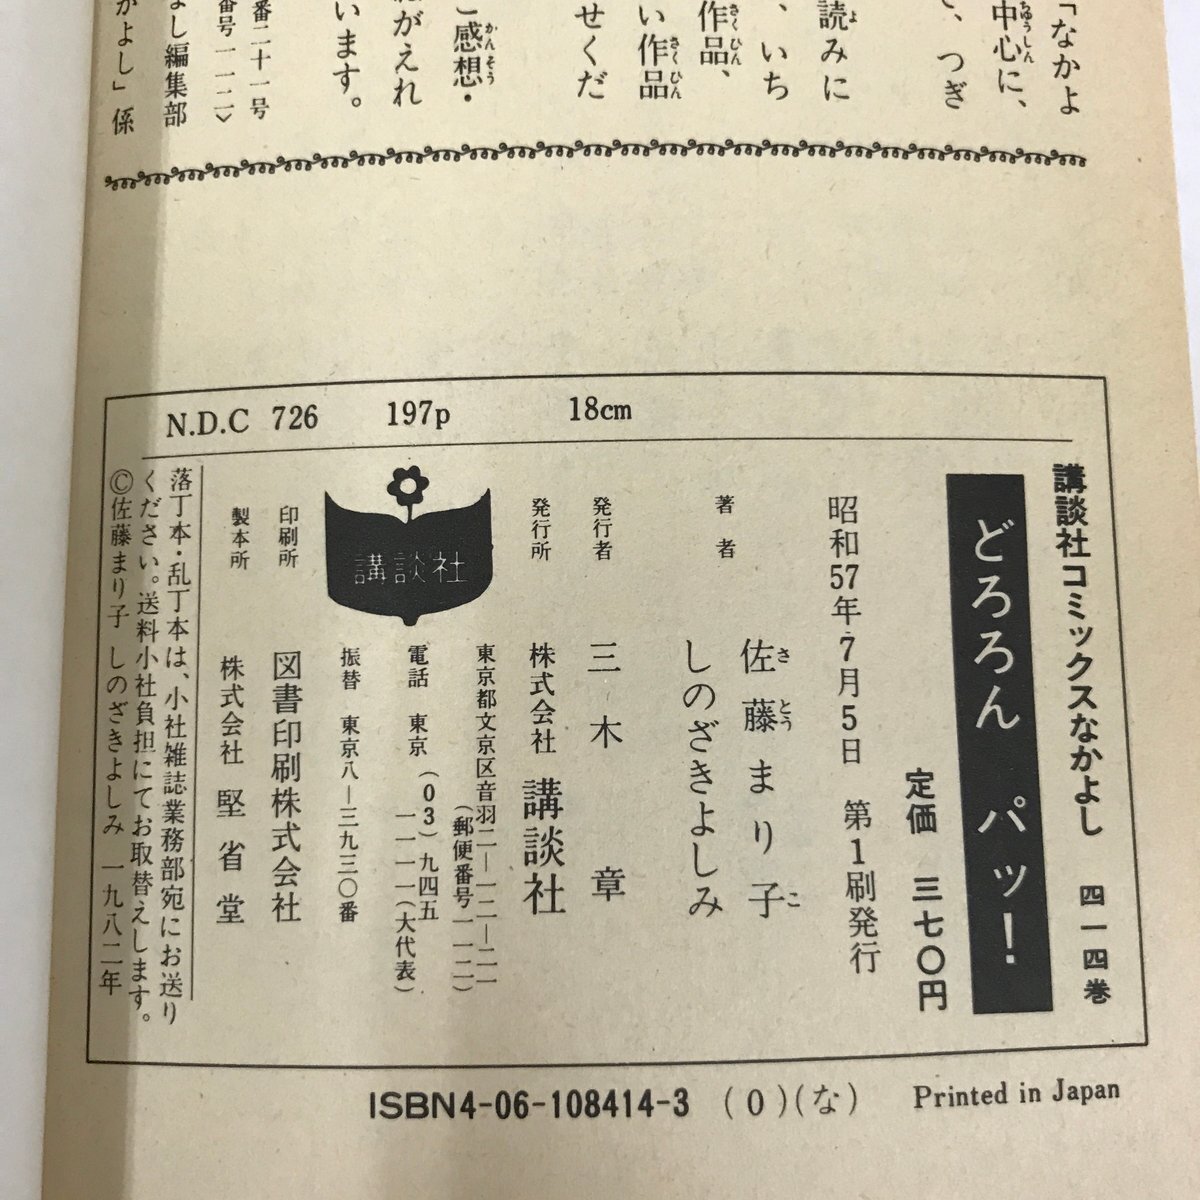 「なかよ
中心に、
て、つぎ
読みに
、いち
作品、
い作品
せくだ
ご感想・
がえれ
います。
番二十一号
番号一一二〉
よし編集部
かよし」係
N.D.C 726 197p 18cm
講談社コミックスなかよし 四一四巻
どろろん パッ!
定価 三七〇円
昭和57年7月5日 第1刷発行
著者 佐藤まり子
しのざきよしみ
発行者 三木 章
発行所 株式会社 講談社
東京都文京区音羽二—一二—二一
(郵便番号一一二)
電話 東京(03)九四五
一一一一(大代表)
振替 東京八—三九三〇番
講談社
印刷所 図書印刷株式会社
製本所 株式会社 堅省堂
落丁本・乱丁本は、小社雑誌業務部宛にお送り
ください。送料小社負担にてお取替えします。
©佐藤まり子 しのざきよしみ 一九八二年
ISBN4-06-108414-3 (0)(な) Printed in Japan